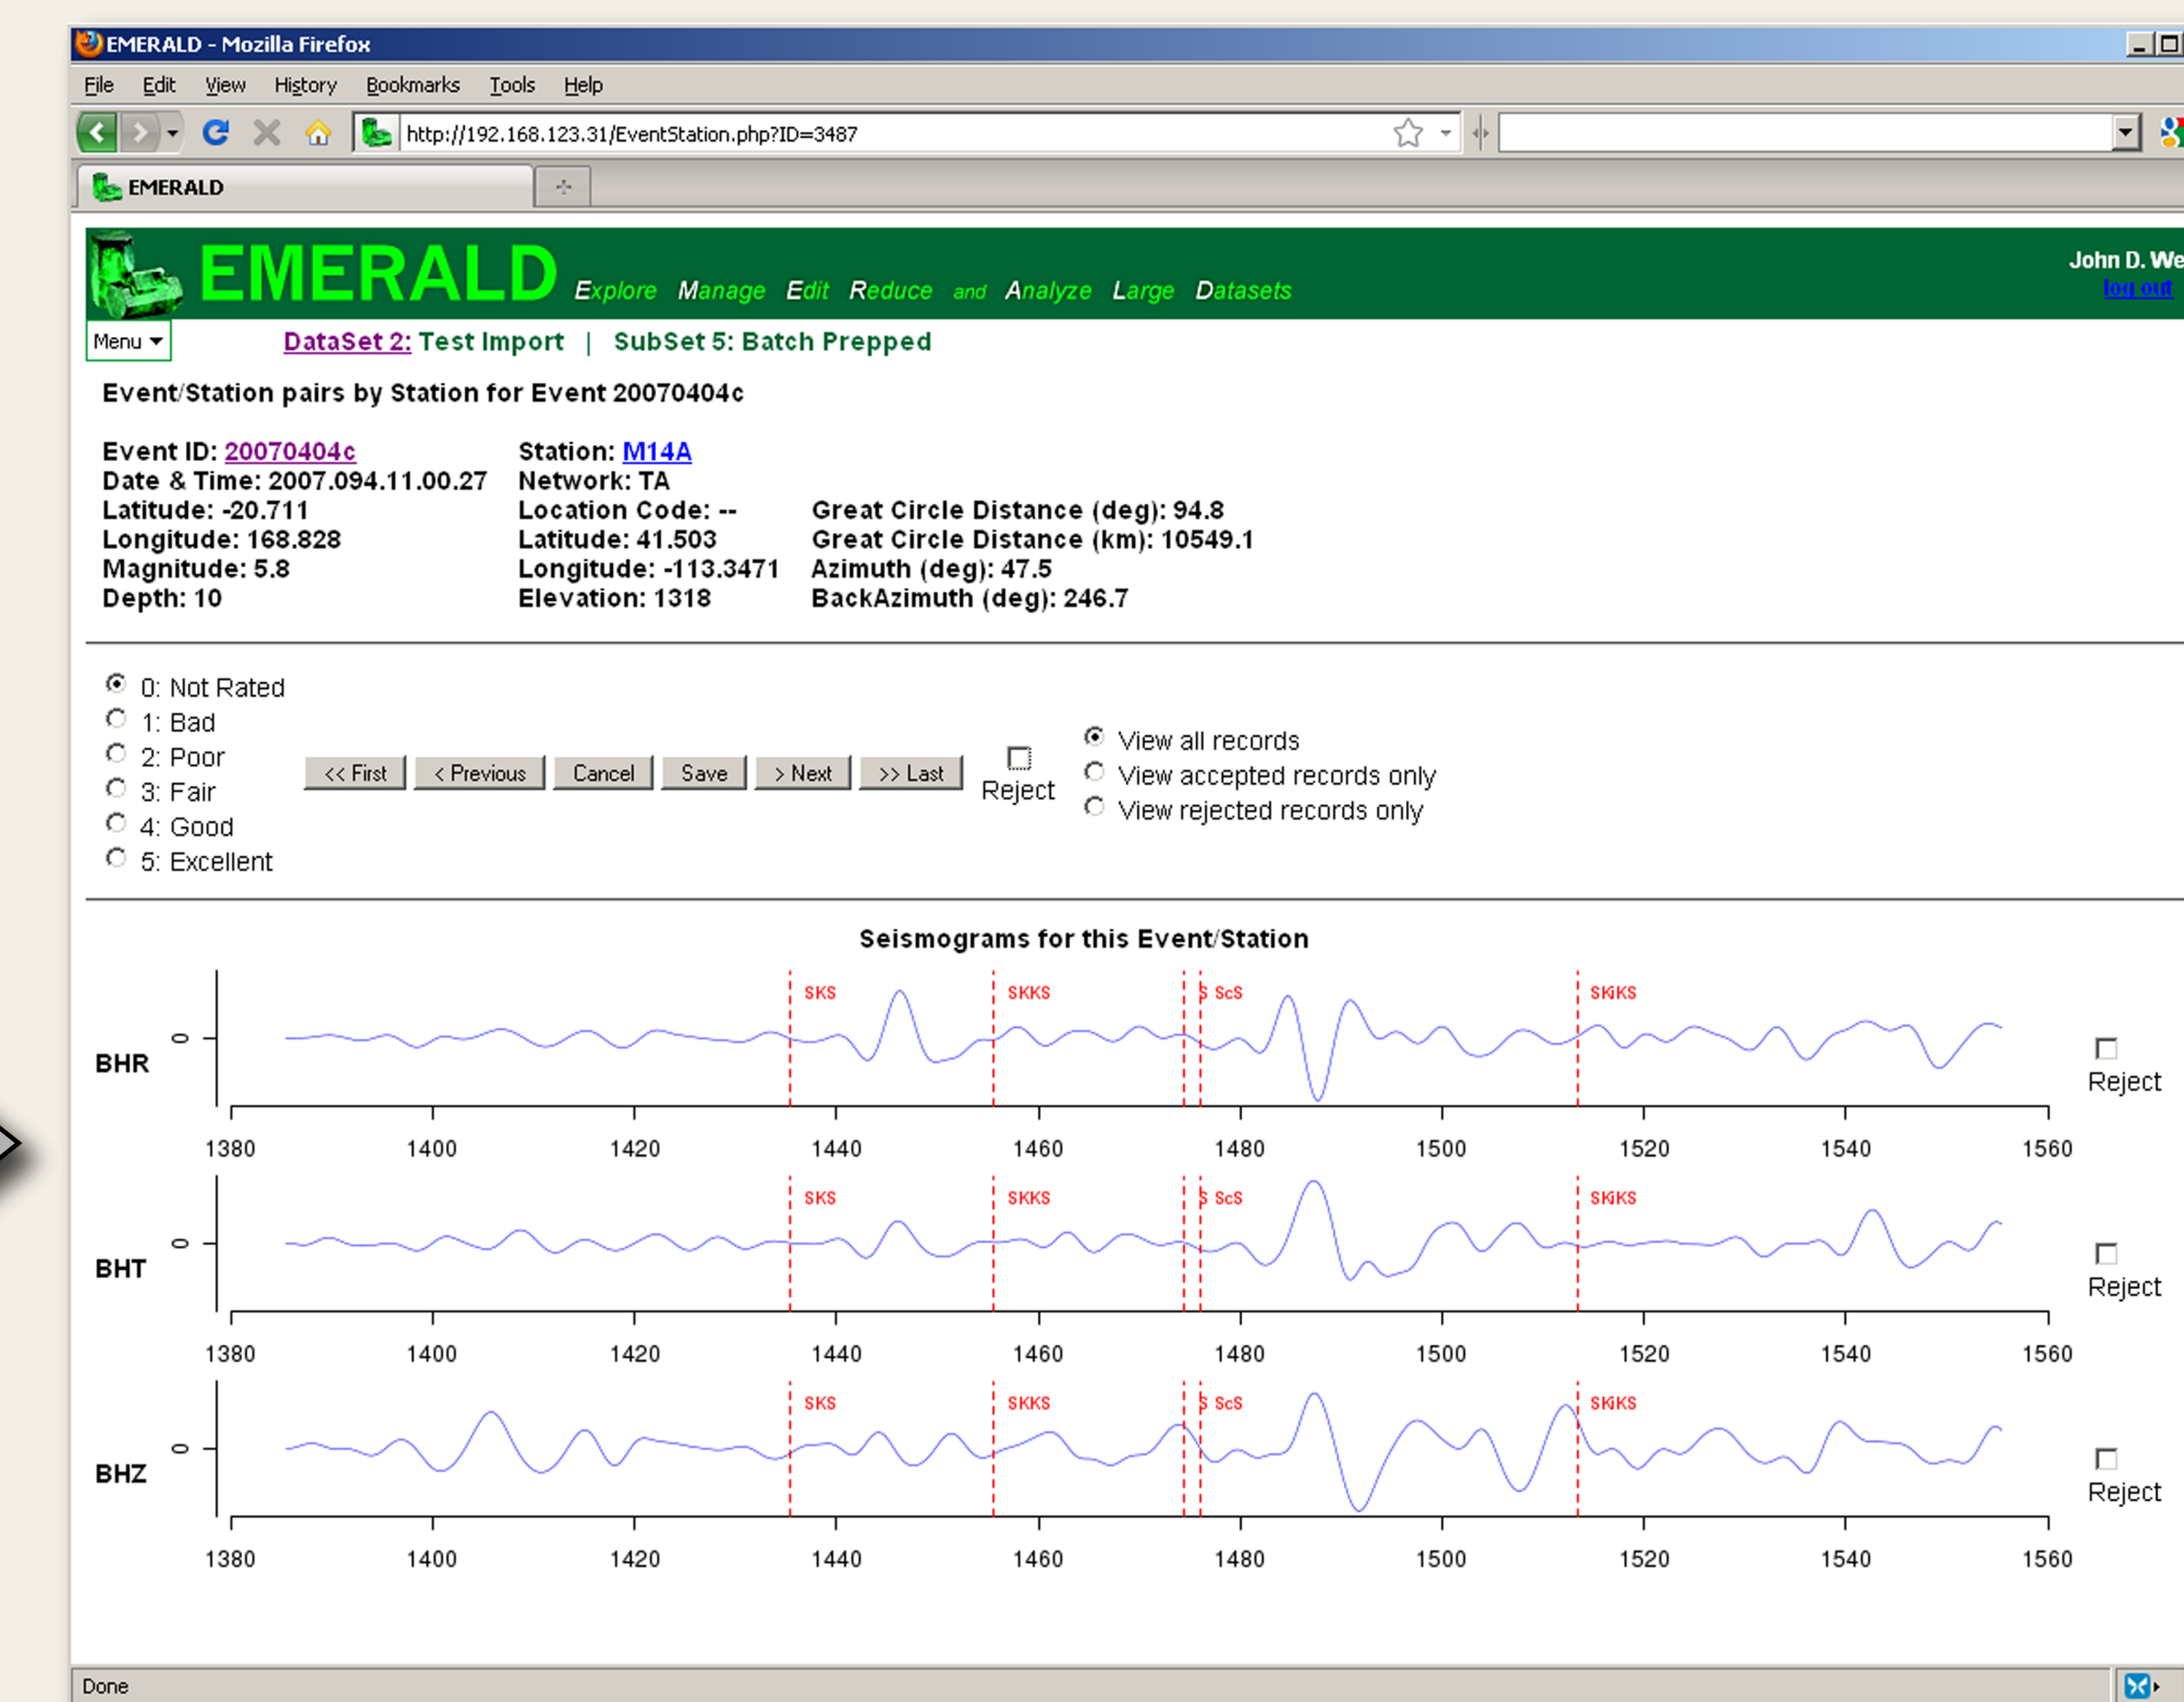 EMERALD - Mozilla Firefox
File Edit View History Bookmarks Tools Help
http://192.168.123.31/EventStation.php?ID=3487
EMERALD
EMERALD Explore Manage Edit Reduce and Analyze Large Datasets
John D. We
log out
Menu
DataSet 2: Test Import | SubSet 5: Batch Prepped
Event/Station pairs by Station for Event 20070404c
Event ID: 20070404c Station: M14A
Date & Time: 2007.094.11.00.27 Network: TA
Latitude: -20.711 Location Code: -- Great Circle Distance (deg): 94.8
Longitude: 168.828 Latitude: 41.503 Great Circle Distance (km): 10549.1
Magnitude: 5.8 Longitude: -113.3471 Azimuth (deg): 47.5
Depth: 10 Elevation: 1318 BackAzimuth (deg): 246.7
0: Not Rated
1: Bad
2: Poor
3: Fair
4: Good
5: Excellent
<< First < Previous Cancel Save > Next >> Last
Reject
View all records
View accepted records only
View rejected records only
Seismograms for this Event/Station
SKS SKKS S ScS SKiKS
0
BHR
Reject
1380 1400 1420 1440 1460 1480 1500 1520 1540 1560
SKS SKKS S ScS SKiKS
0
BHT
Reject
1380 1400 1420 1440 1460 1480 1500 1520 1540 1560
SKS SKKS S ScS SKiKS
0
BHZ
Reject
1380 1400 1420 1440 1460 1480 1500 1520 1540 1560
Done